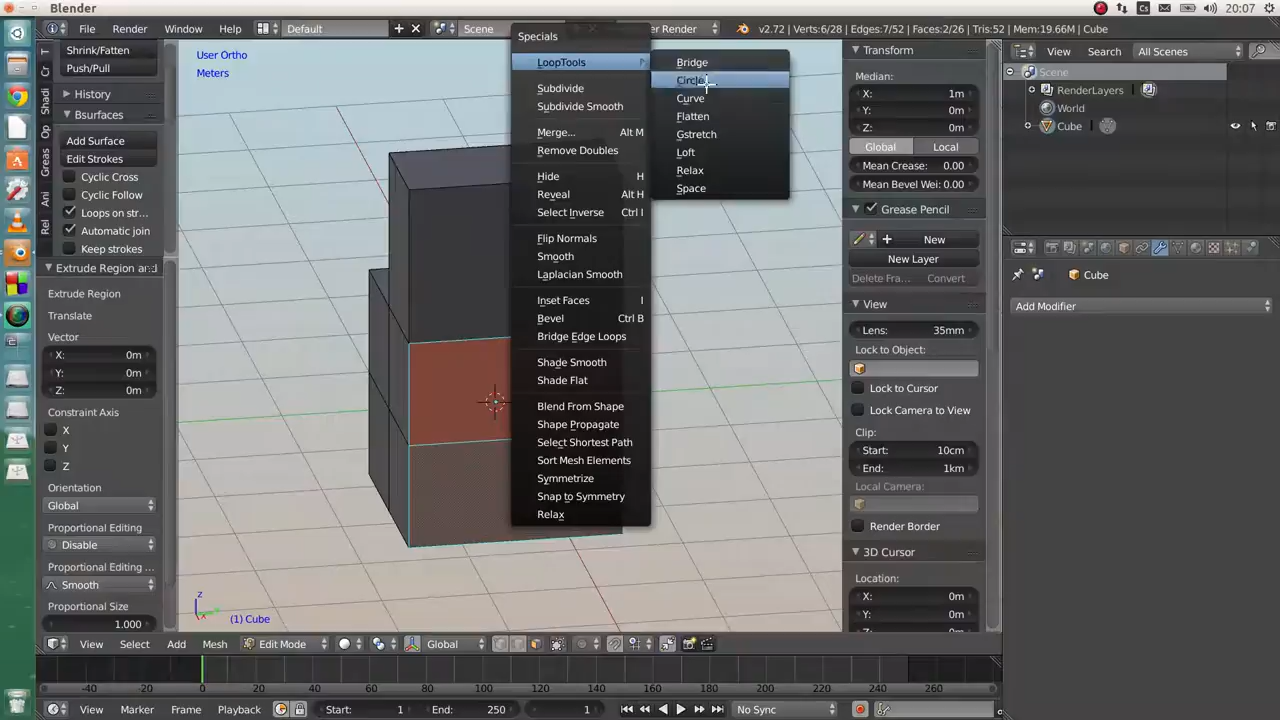 Blender
20:07
File
Render
Window
Help
Default
Scene
er Render
v2.72 | Verts:6/28 | Edges:7/52 | Faces:2/26 | Tris:52 | Mem:19.66M | Cube
Shrink/Fatten
Push/Pull
History
Bsurfaces
Add Surface
Edit Strokes
Cyclic Cross
Cyclic Follow
Loops on str...
Automatic join
Keep strokes
T
Cr
Shadi
Op
Greas
Ani
Rel
Extrude Region and
Extrude Region
Translate
Vector
X: 0m
Y: 0m
Z: 0m
Constraint Axis
X
Y
Z
Orientation
Global
Proportional Editing
Disable
Proportional Editing ...
Smooth
Proportional Size
1.000
User Ortho
Meters
(1) Cube
z
Specials
LoopTools
Subdivide
Subdivide Smooth
Merge... Alt M
Remove Doubles
Hide H
Reveal Alt H
Select Inverse Ctrl I
Flip Normals
Smooth
Laplacian Smooth
Inset Faces I
Bevel Ctrl B
Bridge Edge Loops
Shade Smooth
Shade Flat
Blend From Shape
Shape Propagate
Select Shortest Path
Sort Mesh Elements
Symmetrize
Snap to Symmetry
Relax
Bridge
Circle
Curve
Flatten
Gstretch
Loft
Relax
Space
Transform
Median:
X: 1m
Y: 0m
Z: 0m
Global
Local
Mean Crease: 0.00
Mean Bevel Wei: 0.00
Grease Pencil
New
New Layer
Delete Fra...
Convert
View
Lens: 35mm
Lock to Object:
Lock to Cursor
Lock Camera to View
Clip:
Start: 10cm
End: 1km
Local Camera:
Render Border
3D Cursor
Location:
X: 0m
Y: 0m
View
Search
All Scenes
Scene
RenderLayers
World
Cube
Cube
Add Modifier
View
Select
Add
Mesh
Edit Mode
Global
-40 -20 0 20 40 60 80 100 120 140 160 180 200 220 240 260
View
Marker
Frame
Playback
Start: 1
End: 250
1
No Sync